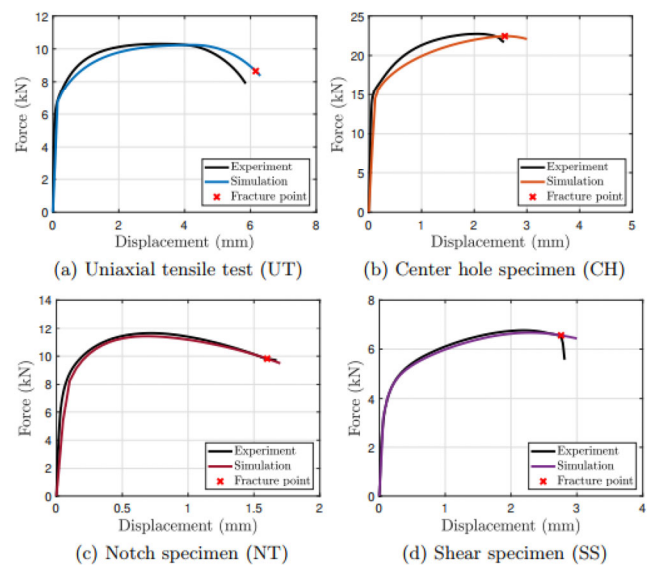 12
10
8
6
4
2
0
Force (kN)
Experiment
Simulation
Fracture point
0 2 4 6 8
Displacement (mm)
(a) Uniaxial tensile test (UT)
25
20
15
10
5
0
Force (kN)
Experiment
Simulation
Fracture point
0 1 2 3 4 5
Displacement (mm)
(b) Center hole specimen (CH)
14
12
10
8
6
4
2
0
Force (kN)
Experiment
Simulation
Fracture point
0 0.5 1 1.5 2
Displacement (mm)
(c) Notch specimen (NT)
8
6
4
2
0
Force (kN)
Experiment
Simulation
Fracture point
0 1 2 3 4
Displacement (mm)
(d) Shear specimen (SS)